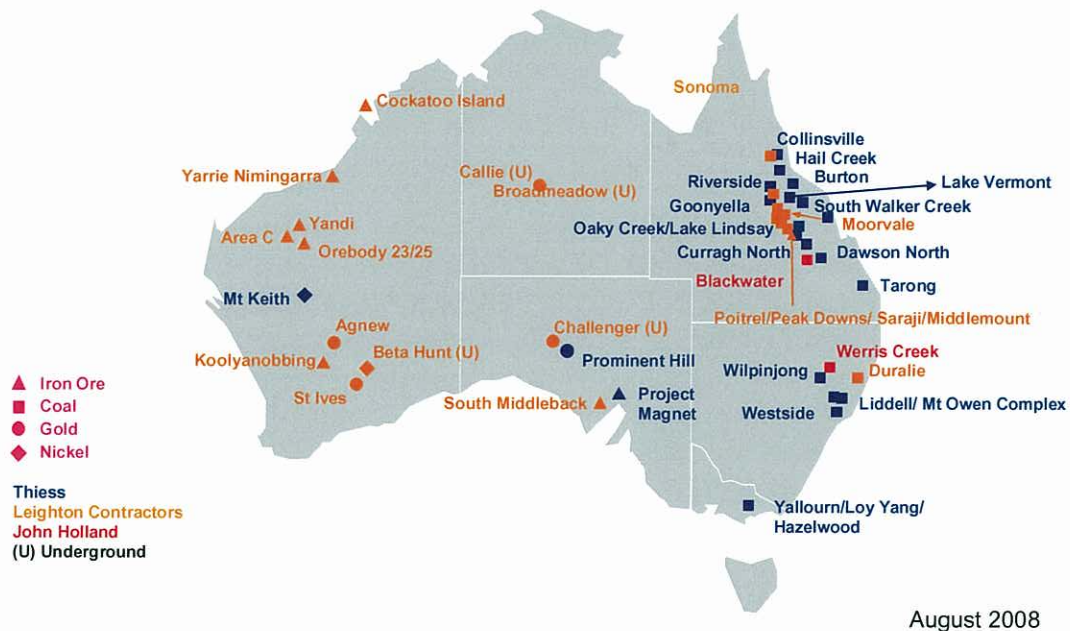 Cockatoo Island
Sonoma
Collinsville
Hail Creek
Burton
Yarrie Nimingarra
Callie (U)
Broadmeadow (U)
Riverside
Lake Vermont
Goonyella
South Walker Creek
Yandi
Area C
Orebody 23/25
Oaky Creek/Lake Lindsay
Moorvale
Curragh North
Dawson North
Blackwater
Tarong
Mt Keith
Poitrel/Peak Downs/ Saraji/Middlemount
Agnew
Challenger (U)
Koolyanobbing
Beta Hunt (U)
Prominent Hill
Werris Creek
Wilpinjong
Duralie
St Ives
South Middleback
Project
Magnet
Westside
Liddell/ Mt Owen Complex
Iron Ore
Coal
Gold
Nickel
Thiess
Leighton Contractors
John Holland
(U) Underground
Yallourn/Loy Yang/
Hazelwood
August 2008